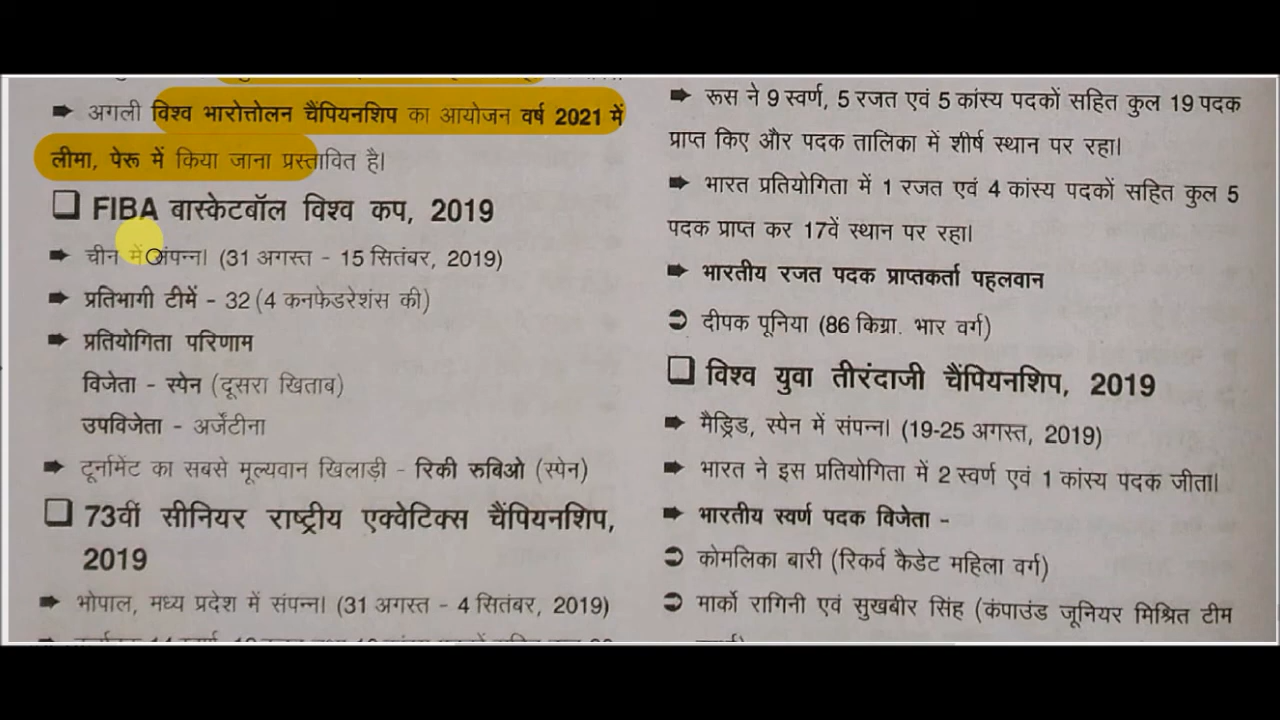 ➡ अगली विश्व भारोत्तोलन चैंपियनशिप का आयोजन वर्ष 2021 में
लीमा, पेरू में किया जाना प्रस्तावित है।
❑ FIBA बास्केटबॉल विश्व कप, 2019
➡ चीन में संपन्न। (31 अगस्त - 15 सितंबर, 2019)
➡ प्रतिभागी टीमें - 32 (4 कनफेडरेशंस की)
➡ प्रतियोगिता परिणाम
विजेता - स्पेन (दूसरा खिताब)
उपविजेता - अर्जेंटीना
➡ टूर्नामेंट का सबसे मूल्यवान खिलाड़ी - रिकी रुबिओ (स्पेन)
❑ 73वीं सीनियर राष्ट्रीय एक्वेटिक्स चैंपियनशिप,
2019
➡ भोपाल, मध्य प्रदेश में संपन्न। (31 अगस्त - 4 सितंबर, 2019)
➡ रूस ने 9 स्वर्ण, 5 रजत एवं 5 कांस्य पदकों सहित कुल 19 पदक
प्राप्त किए और पदक तालिका में शीर्ष स्थान पर रहा।
➡ भारत प्रतियोगिता में 1 रजत एवं 4 कांस्य पदकों सहित कुल 5
पदक प्राप्त कर 17वें स्थान पर रहा।
➡ भारतीय रजत पदक प्राप्तकर्ता पहलवान
➲ दीपक पूनिया (86 किग्रा. भार वर्ग)
❑ विश्व युवा तीरंदाजी चैंपियनशिप, 2019
➡ मैड्रिड, स्पेन में संपन्न। (19-25 अगस्त, 2019)
➡ भारत ने इस प्रतियोगिता में 2 स्वर्ण एवं 1 कांस्य पदक जीता।
➡ भारतीय स्वर्ण पदक विजेता -
➲ कोमलिका बारी (रिकर्व कैडेट महिला वर्ग)
➲ मार्को रागिनी एवं सुखबीर सिंह (कंपाउंड जूनियर मिश्रित टीम